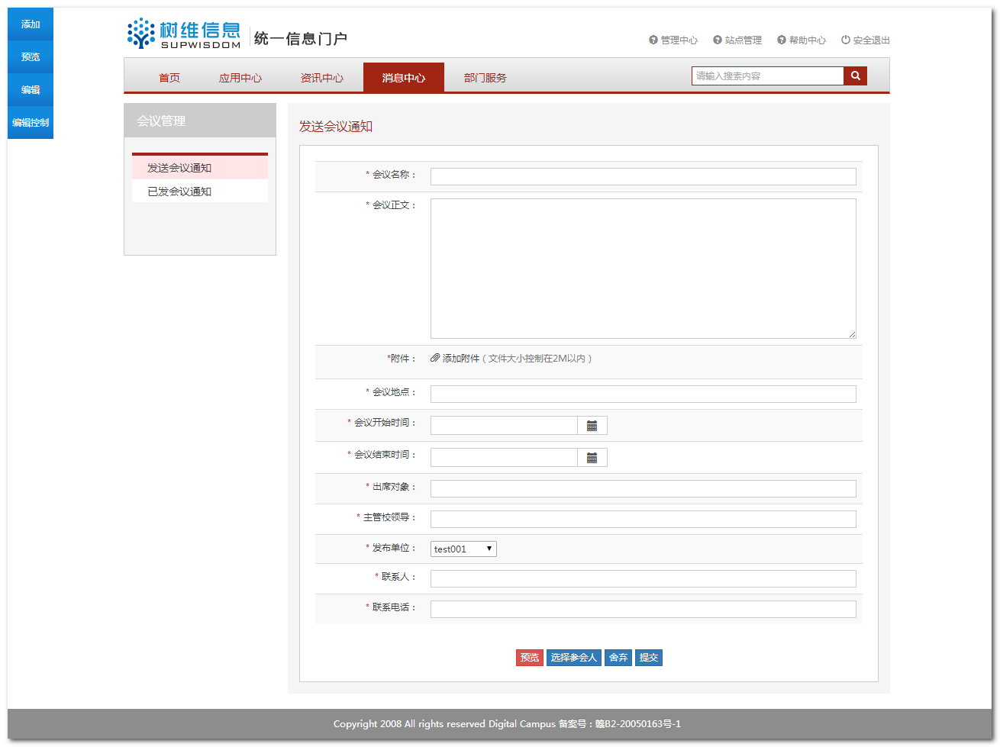 添加
预览
编辑
编辑控制
树维信息
SUPWISDOM
统一信息门户
管理中心 站点管理 帮助中心 安全退出
首页 应用中心 资讯中心 消息中心 部门服务 请输入搜索内容
会议管理
发送会议通知
已发会议通知
发送会议通知
* 会议名称：
* 会议正文：
*附件： 添加附件 ( 文件大小控制在2M以内 )
* 会议地点：
* 会议开始时间：
* 会议结束时间：
* 出席对象：
* 主管校领导：
* 发布单位： test001
* 联系人：
* 联系电话：
预览 选择参会人 舍弃 提交
Copyright 2008 All rights reserved Digital Campus 备案号 : 赣B2-20050163号-1